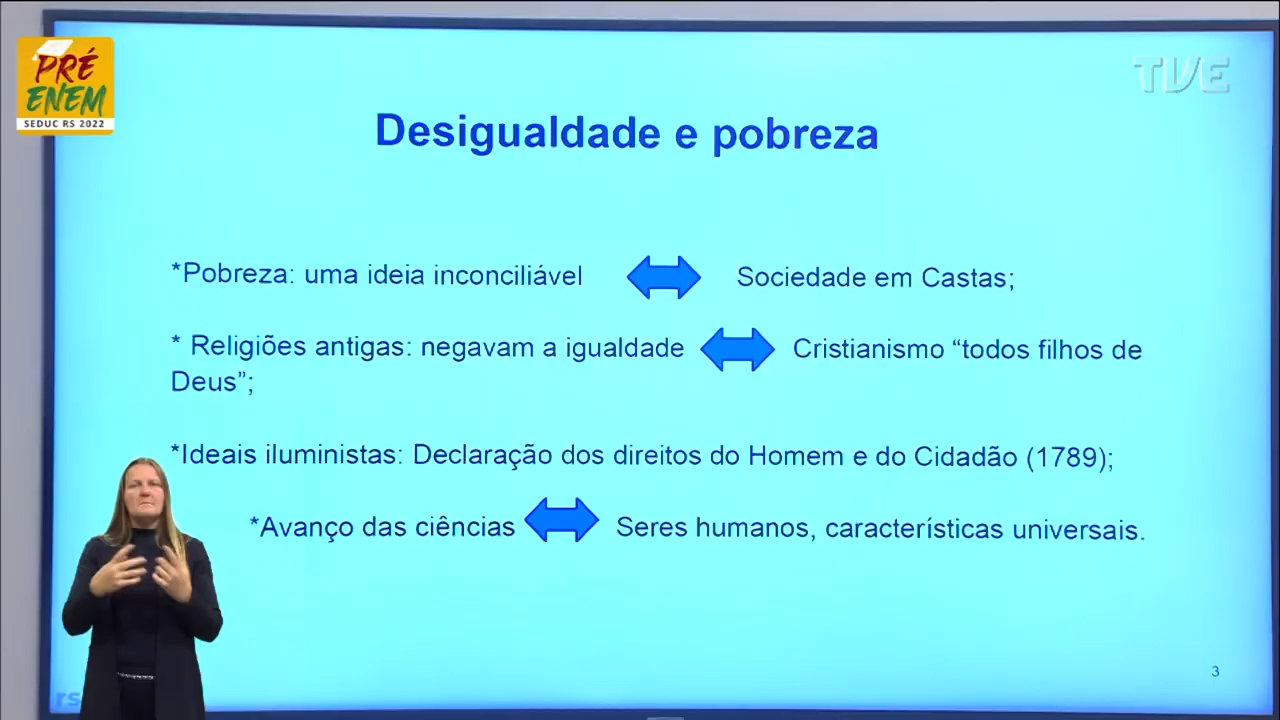 PRÉ
ENEM
SEDUC RS 2022
TVE
Desigualdade e pobreza
*Pobreza: uma ideia inconciliável Sociedade em Castas;
* Religiões antigas: negavam a igualdade Cristianismo “todos filhos de
Deus”;
*Ideais iluministas: Declaração dos direitos do Homem e do Cidadão (1789);
*Avanço das ciências Seres humanos, características universais.
3
rs